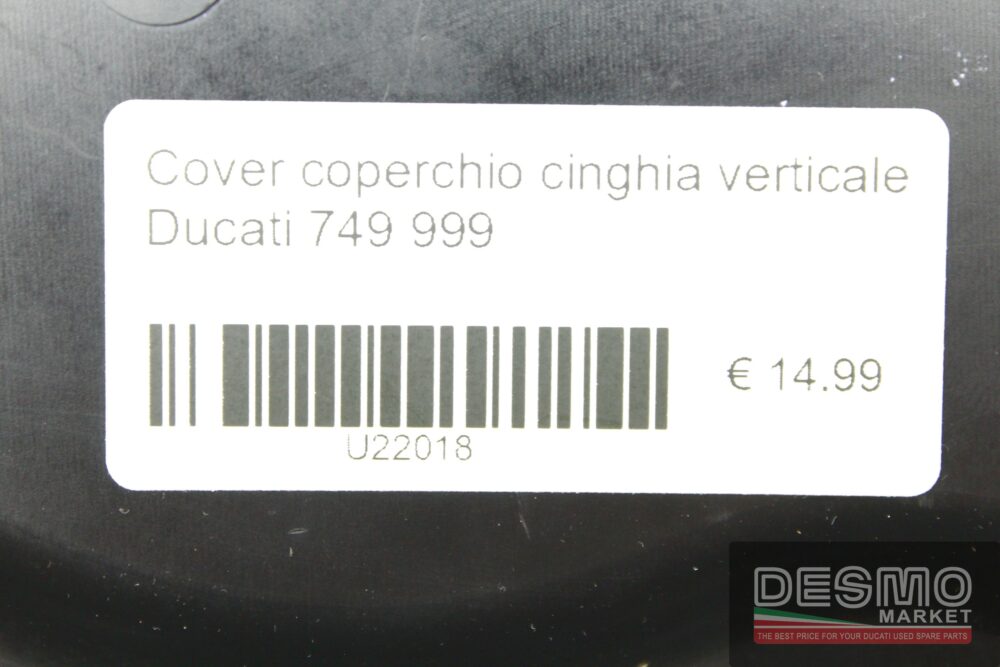 Cover coperchio cinghia verticale
Ducati 749 999
€ 14.99
U22018
DESMO
MARKET
THE BEST PRICE FOR YOUR DUCATI USED SPARE PARTS